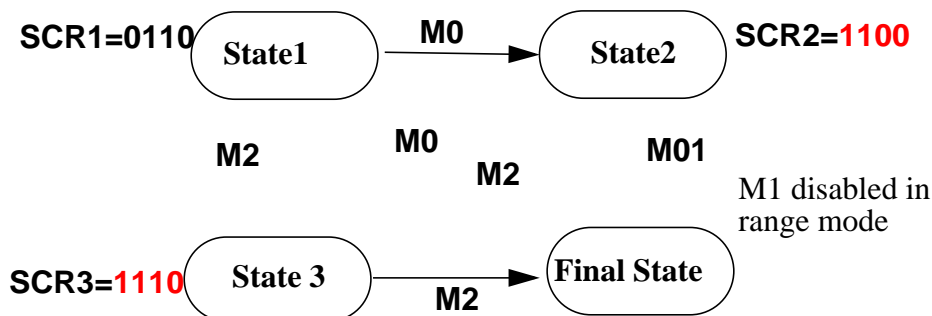 SCR1=0110 State1 M0 State2 SCR2=1100
M2 M0 M2 M01
M1 disabled in
range mode
SCR3=1110 State 3 M2 Final State